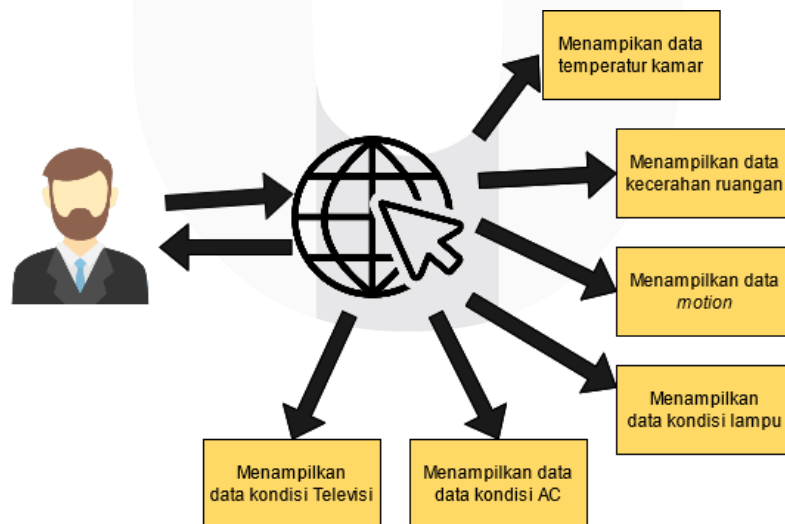 Menampikan data
temperatur kamar
Menampilkan data
kecerahan ruangan
Menampilkan data
motion
Menampilkan
data kondisi lampu
Menampilkan
data kondisi Televisi
Menampilkan data
data kondisi AC